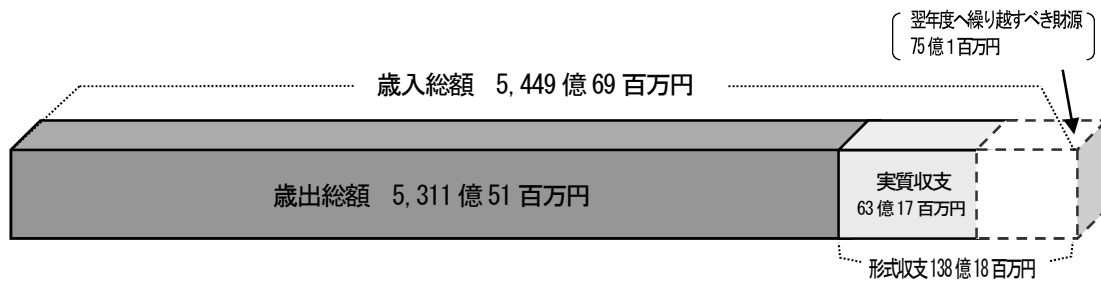 翌年度へ繰り越すべき財源
75億1百万円
歳入総額 5,449億69百万円
歳出総額 5,311億51百万円
実質収支
63億17百万円
形式収支138億18百万円